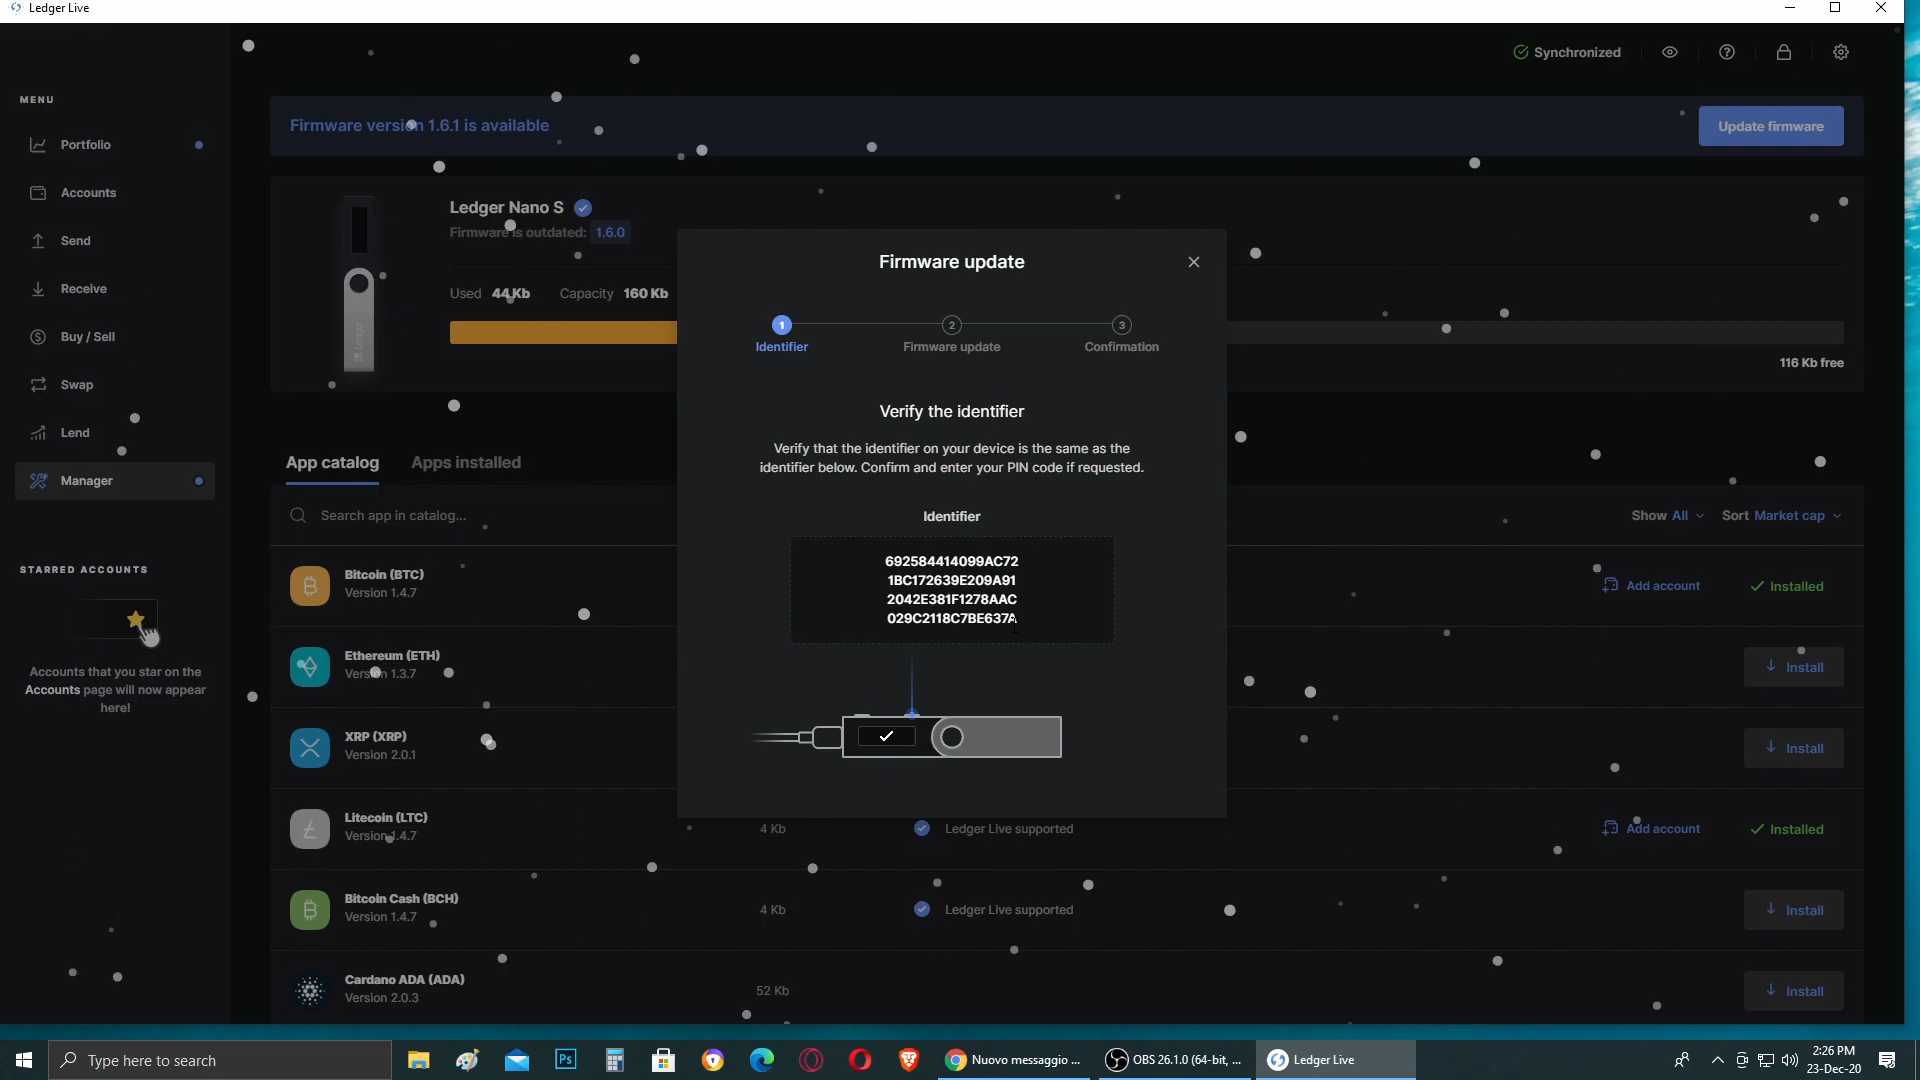 Ledger Live
Synchronized
MENU
Portfolio
Accounts
Send
Receive
Buy / Sell
Swap
Lend
Manager
STARRED ACCOUNTS
Accounts that you star on the
Accounts page will now appear
here!
Firmware version 1.6.1 is available
Update firmware
Ledger Nano S
Firmware is outdated: 1.6.0
Used 44 Kb Capacity 160 Kb
116 Kb free
App catalog
Apps installed
Search app in catalog...
Show All
Sort Market cap
Bitcoin (BTC)
Version 1.4.7
Add account
Installed
Ethereum (ETH)
Version 1.3.7
Install
XRP (XRP)
Version 2.0.1
Install
Litecoin (LTC)
Version 1.4.7
4 Kb
Ledger Live supported
Add account
Installed
Bitcoin Cash (BCH)
Version 1.4.7
4 Kb
Ledger Live supported
Install
Cardano ADA (ADA)
Version 2.0.3
52 Kb
Install
Firmware update
1
2
3
Identifier
Firmware update
Confirmation
Verify the identifier
Verify that the identifier on your device is the same as the
identifier below. Confirm and enter your PIN code if requested.
Identifier
692584414099AC72
1BC172639E209A91
2042E381F1278AAC
029C2118C7BE637A
Type here to search
Ps
Nuovo messaggio ...
OBS 26.1.0 (64-bit, ...
Ledger Live
2:26 PM
23-Dec-20